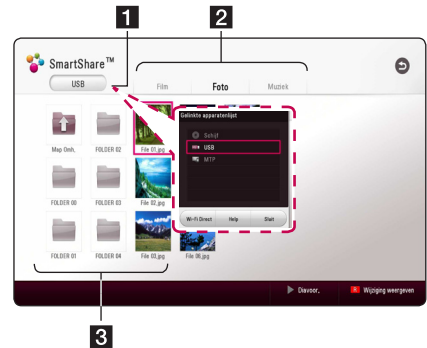 1
2
SmartShare™
USB
Film
Foto
Muziek
Gelinkte apparatenlijst
Schijf
USB
MTP
Wi-Fi Direct
Help
Sluit
Map Omh.
FOLDER 02
File 01.jpg
FOLDER 00
FOLDER 03
File 02.jpg
FOLDER 01
FOLDER 04
File 03.jpg
File 06.jpg
Diavoor.
R Wijziging weergeven
3